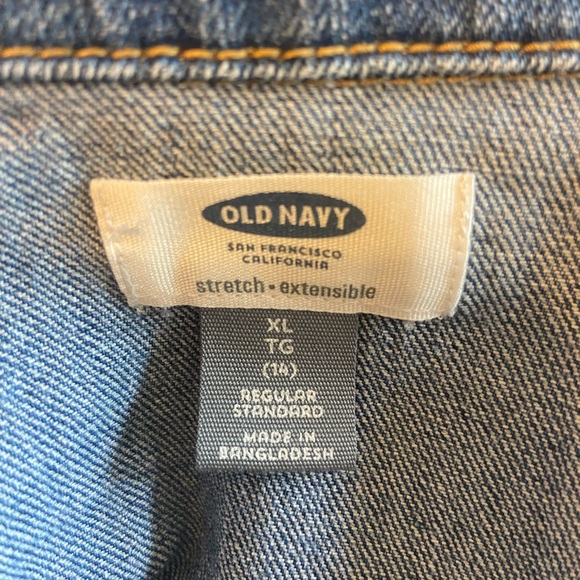 OLD NAVY
SAN FRANCISCO
CALIFORNIA
stretch • extensible
XL
TG
(14)
REGULAR
STANDARD
MADE IN
BANGLADESH